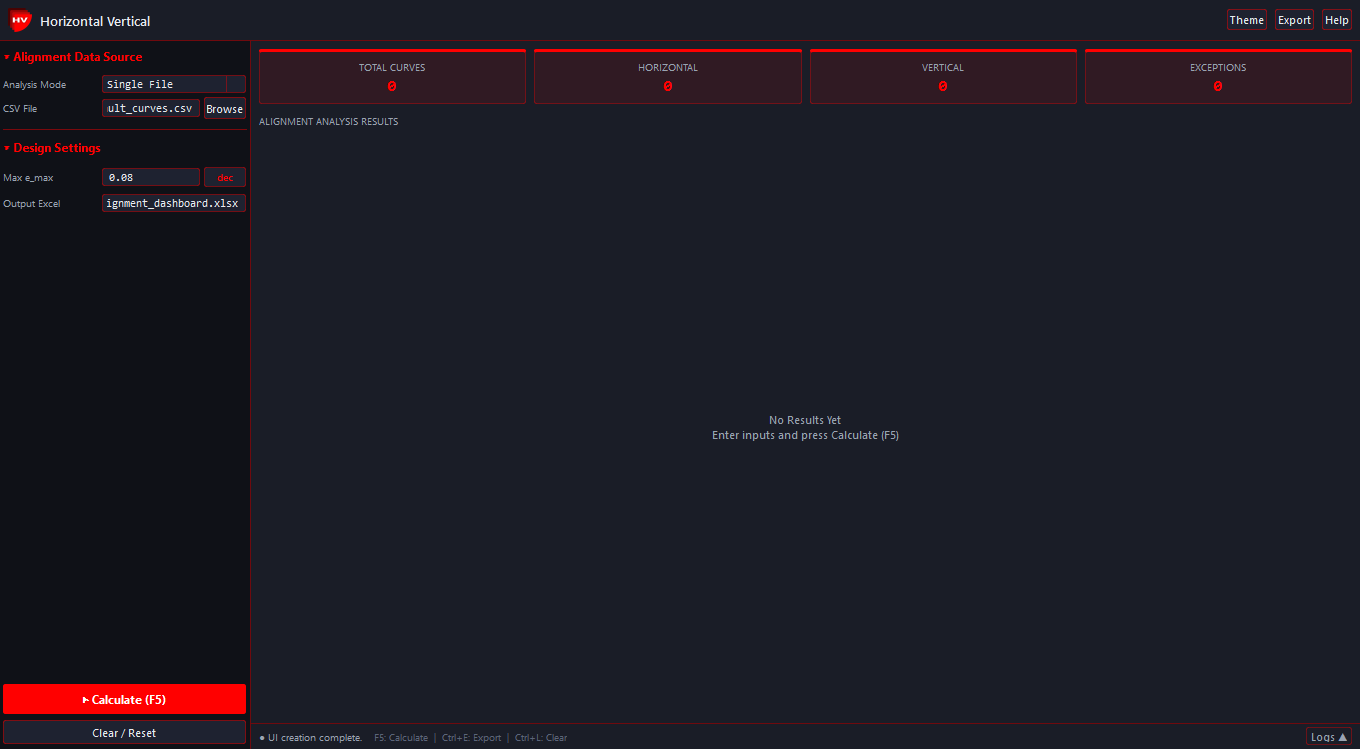 HV Horizontal Vertical Theme Export Help
▾ Alignment Data Source
Analysis Mode Single File
CSV File ult_curves.csv Browse
▾ Design Settings
Max e_max 0.08 dec
Output Excel ignment_dashboard.xlsx
Calculate (F5)
Clear / Reset
TOTAL CURVES
0
HORIZONTAL
0
VERTICAL
0
EXCEPTIONS
0
ALIGNMENT ANALYSIS RESULTS
No Results Yet
Enter inputs and press Calculate (F5)
● UI creation complete. F5: Calculate | Ctrl+E: Export | Ctrl+L: Clear Logs ▲